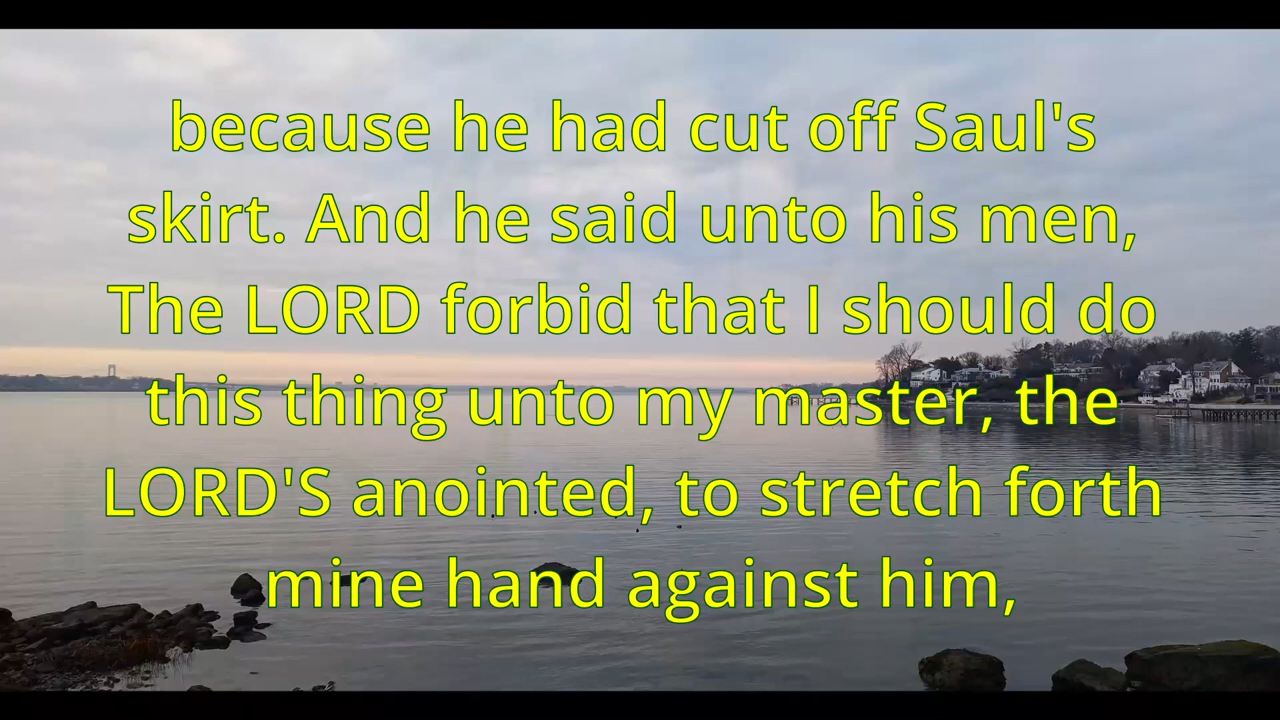 because he had cut off Saul's
skirt. And he said unto his men,
The LORD forbid that I should do
this thing unto my master, the
LORD'S anointed, to stretch forth
mine hand against him,